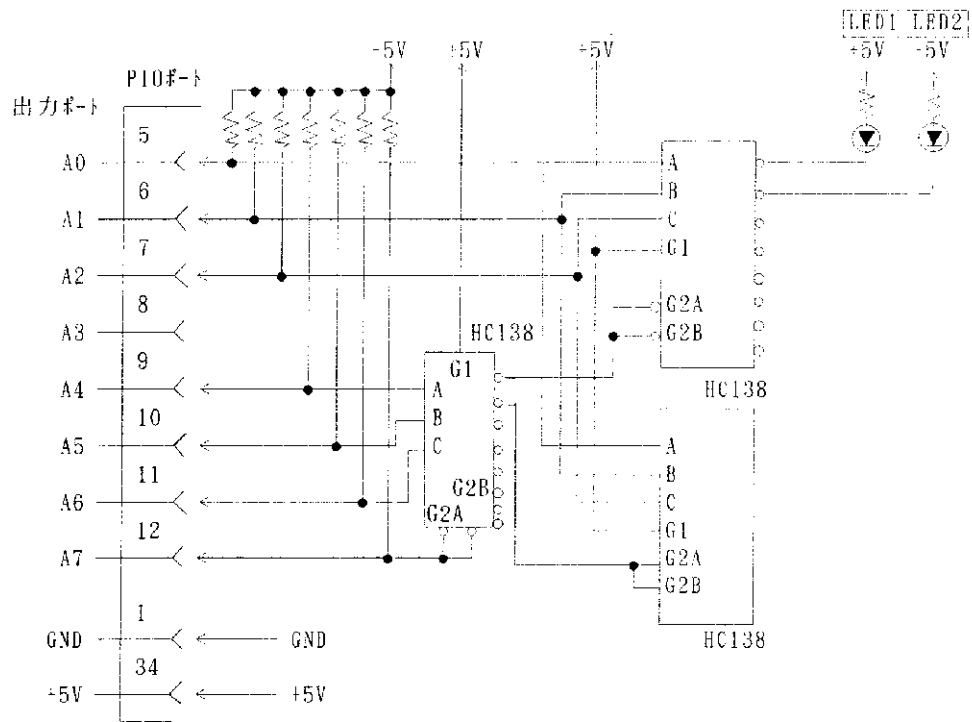 LED1 LED2
-5V +5V +5V +5V -5V
PIOポート
出力ポート
5
A0
6
A1
7
A2
8
A3
9
A4
10
A5
11
A6
12
A7
1
GND GND
34
+5V +5V
HC138
G1
A
B
C
G2B
G2A
A
B
C
G1
G2A
G2B
HC138
A
B
C
G1
G2A
G2B
HC138